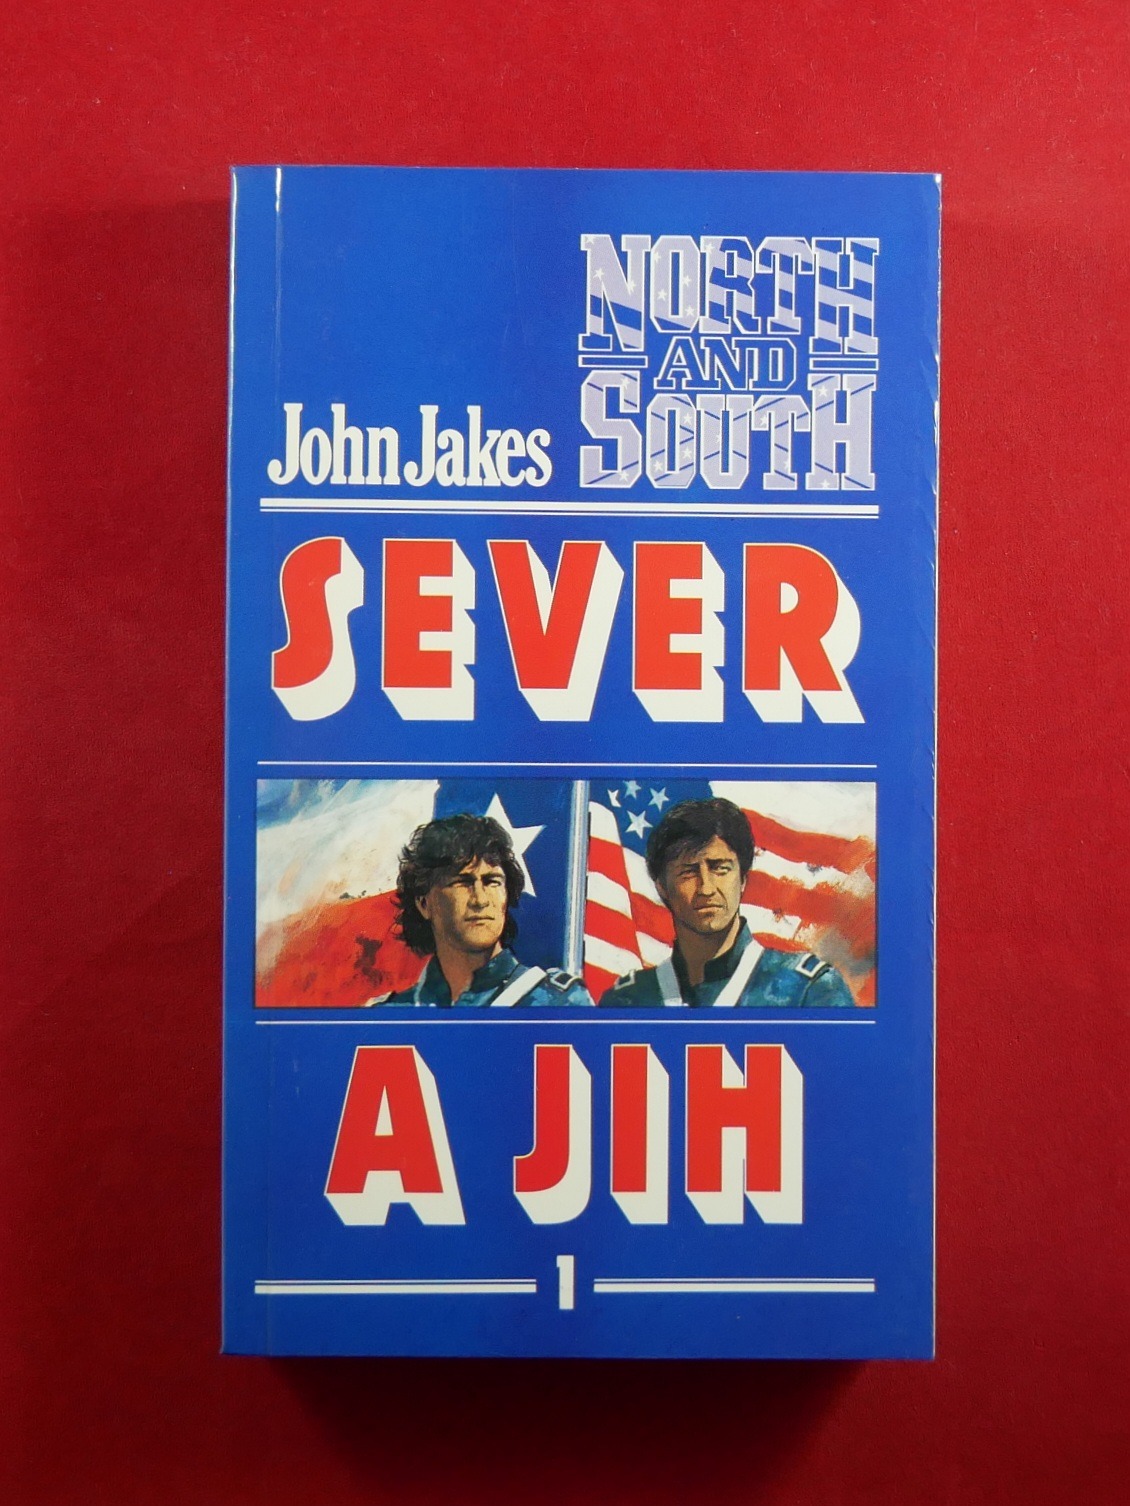 NORTH
AND
SOUTH
John Jakes
SEVER
A JIH
1